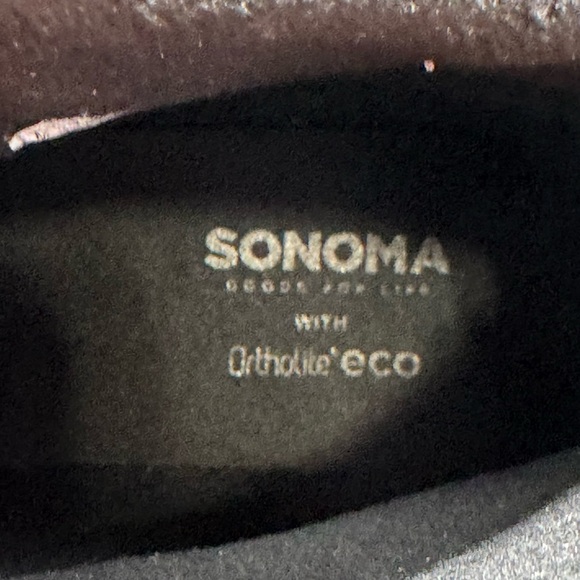 SONOMA
GOODS FOR LIFE
WITH
Ortholite® eco